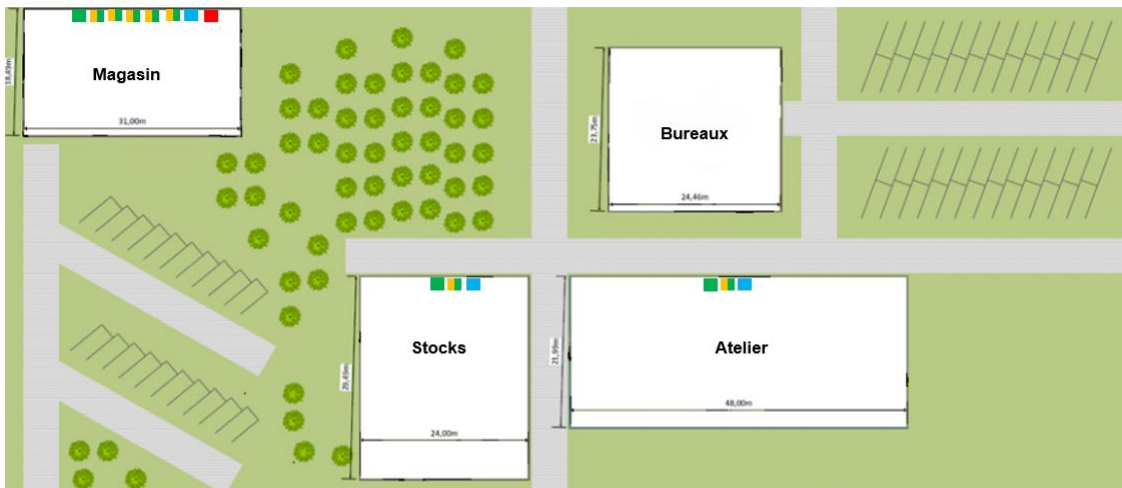 Magasin
18,49m
31,00m
Bureaux
23,75m
24,46m
Stocks
29,49m
24,00m
Atelier
21,99m
48,00m